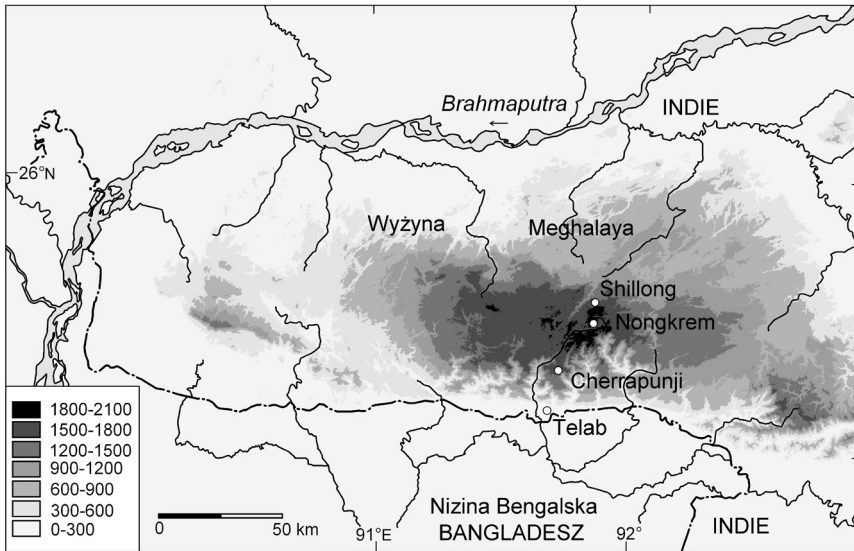 Brahmaputra
←
INDIE
26°N
Wyżyna Meghalaya
Shillong
Nongkrem
Cherrapunji
Telab
1800-2100
1500-1800
1200-1500
900-1200
600-900
300-600
0-300
0 50 km
Nizina Bengalska
BANGLADESZ
INDIE
91°E
92°